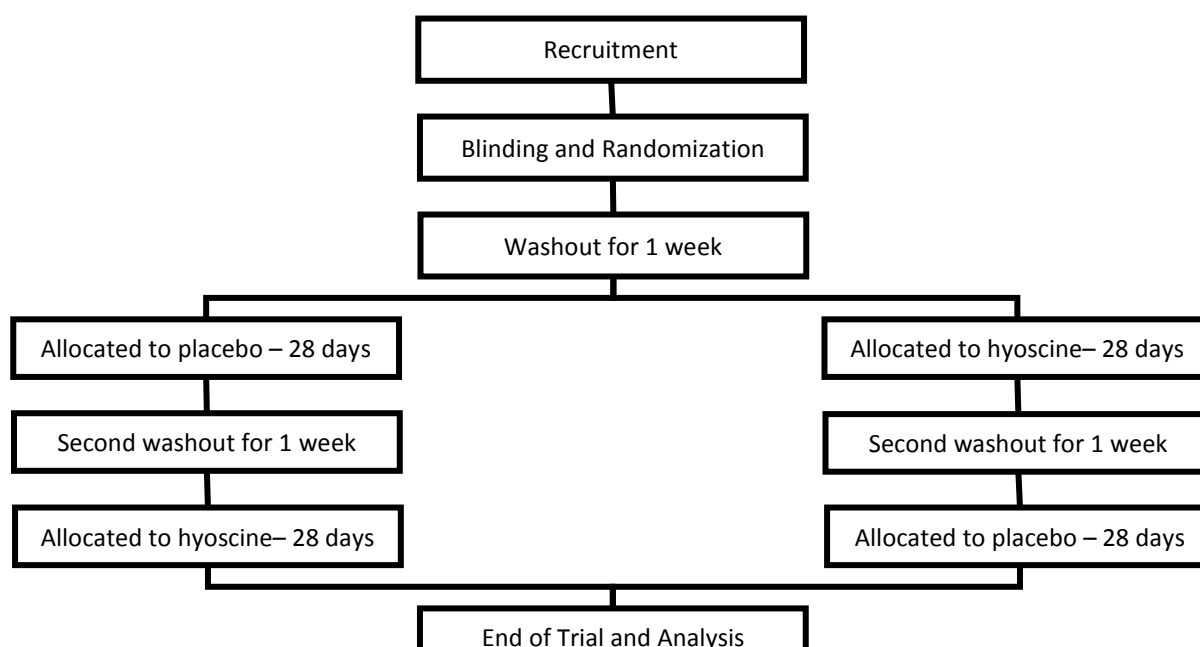 Recruitment
Blinding and Randomization
Washout for 1 week
Allocated to placebo – 28 days
Allocated to hyoscine– 28 days
Second washout for 1 week
Second washout for 1 week
Allocated to hyoscine– 28 days
Allocated to placebo – 28 days
End of Trial and Analysis